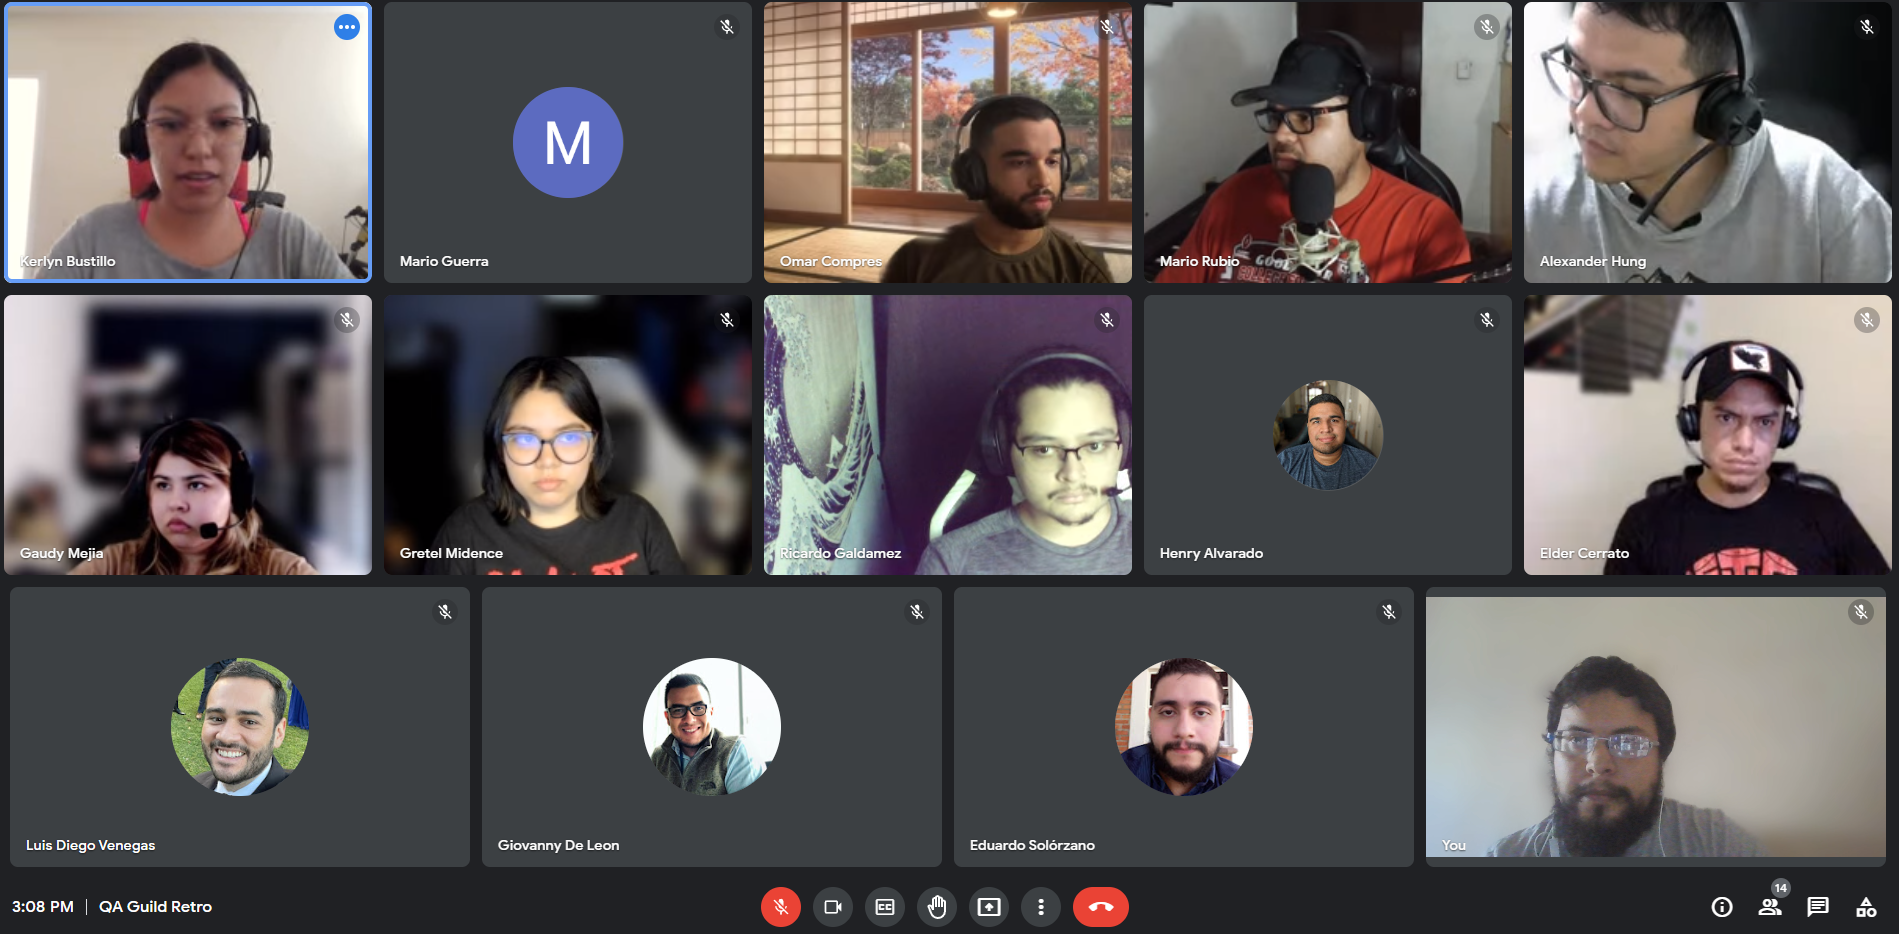 Kerlyn Bustillo
M
Mario Guerra
Omar Compres
Mario Rubio
Alexander Hung
Gaudy Mejia
Gretel Midence
Ricardo Galdamez
Henry Alvarado
Elder Cerrato
Luis Diego Venegas
Giovanny De Leon
Eduardo Solórzano
You
3:08 PM | QA Guild Retro
CC
14